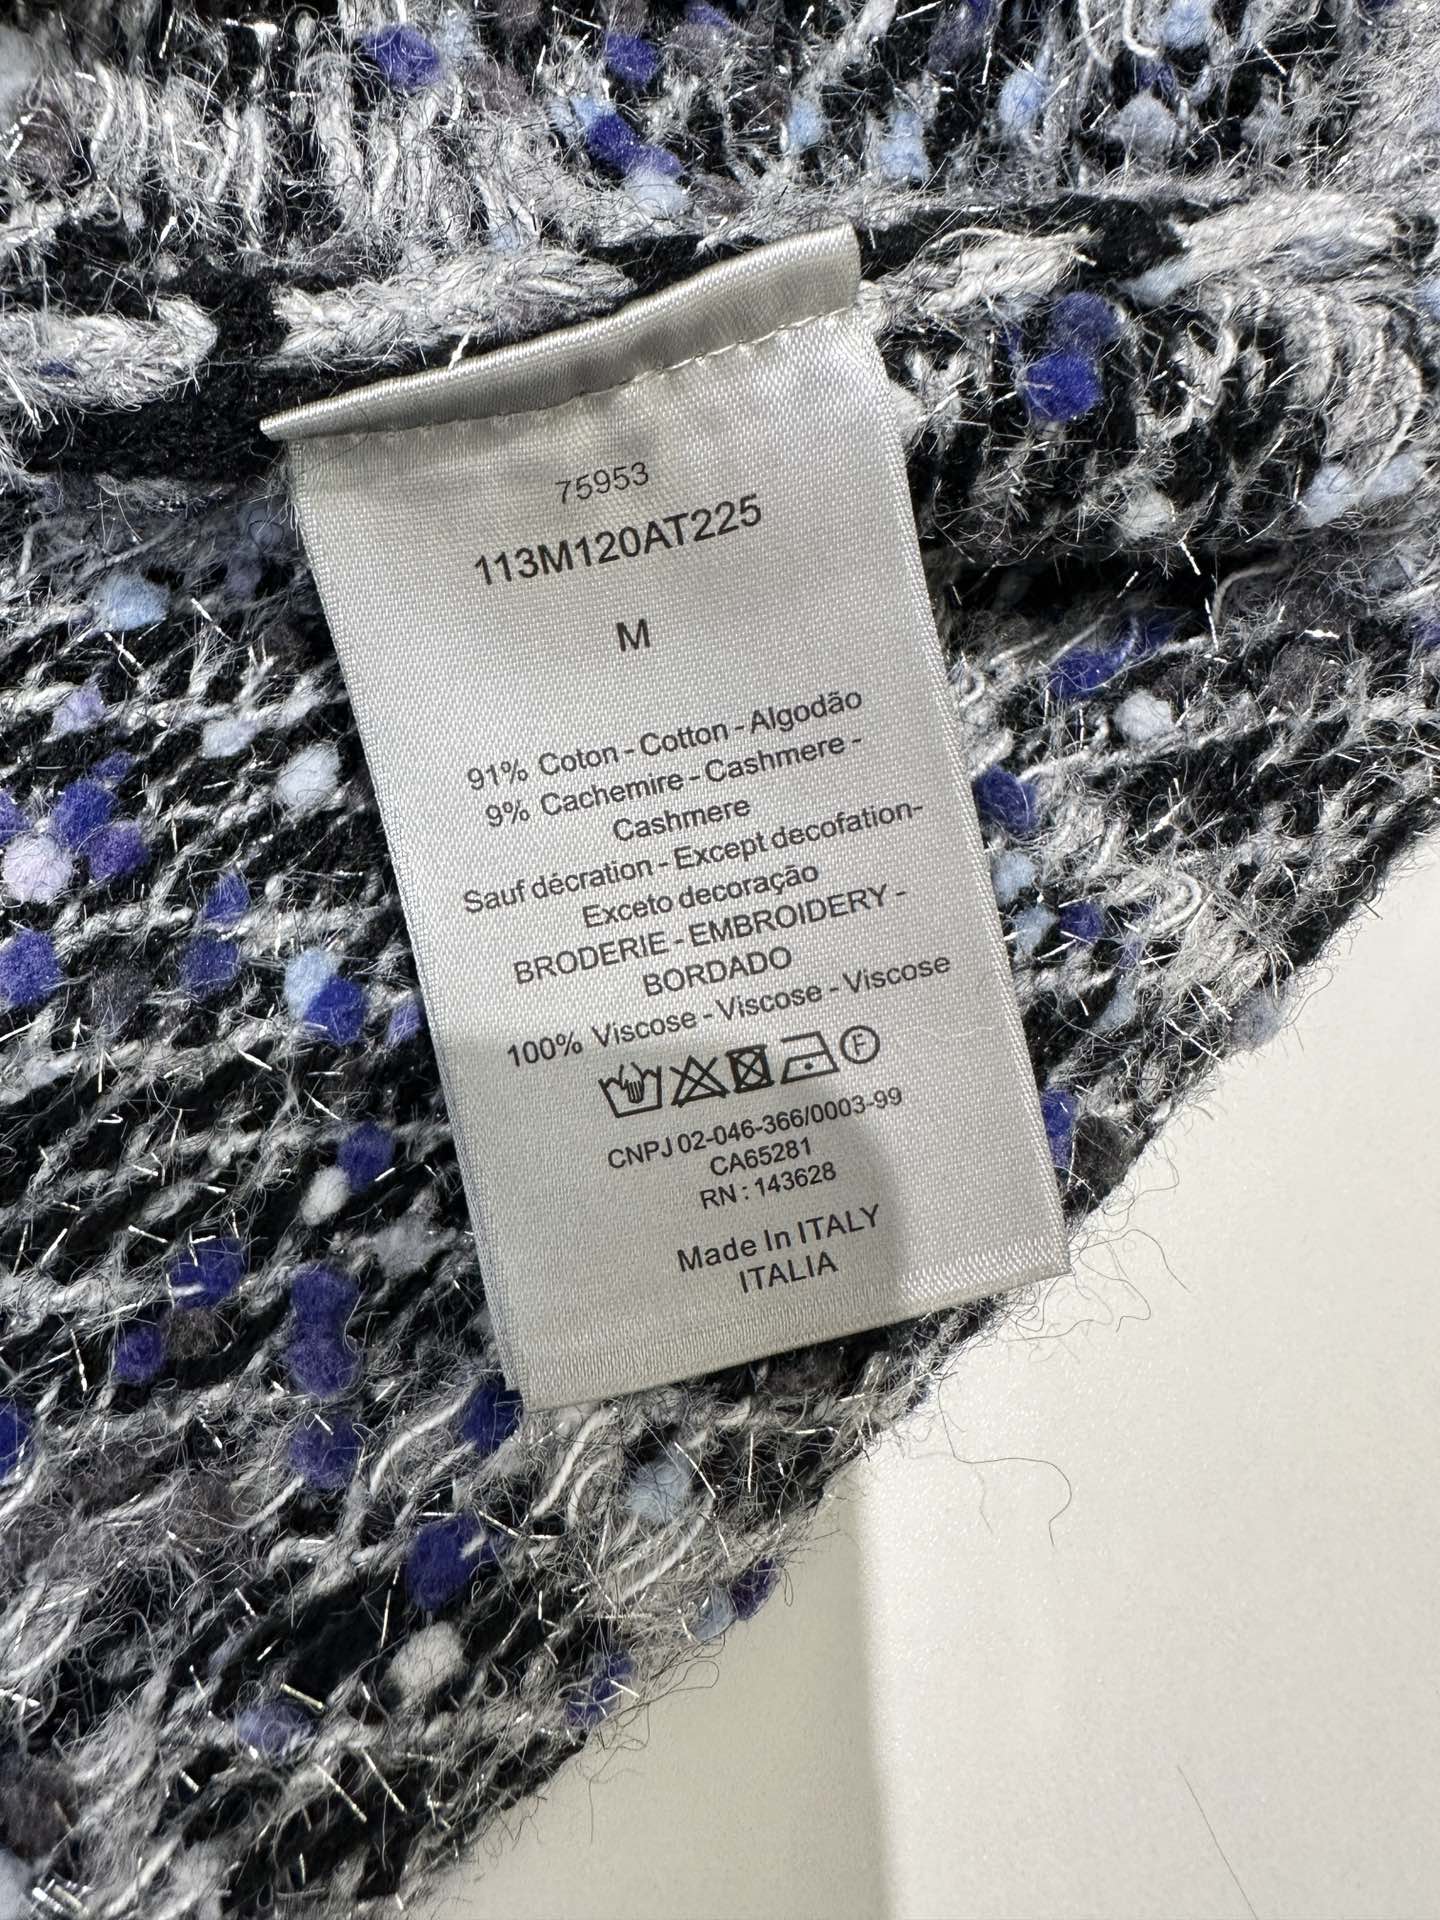 75953
113M120AT225
M
91% Coton - Cotton - Algodão
9% Cachemire - Cashmere -
Cashmere
Sauf décration - Except decofation-
Exceto decoração
BRODERIE - EMBROIDERY -
BORDADO
100% Viscose - Viscose - Viscose
F
CNPJ 02-046-366/0003-99
CA65281
RN : 143628
Made In ITALY
ITALIA